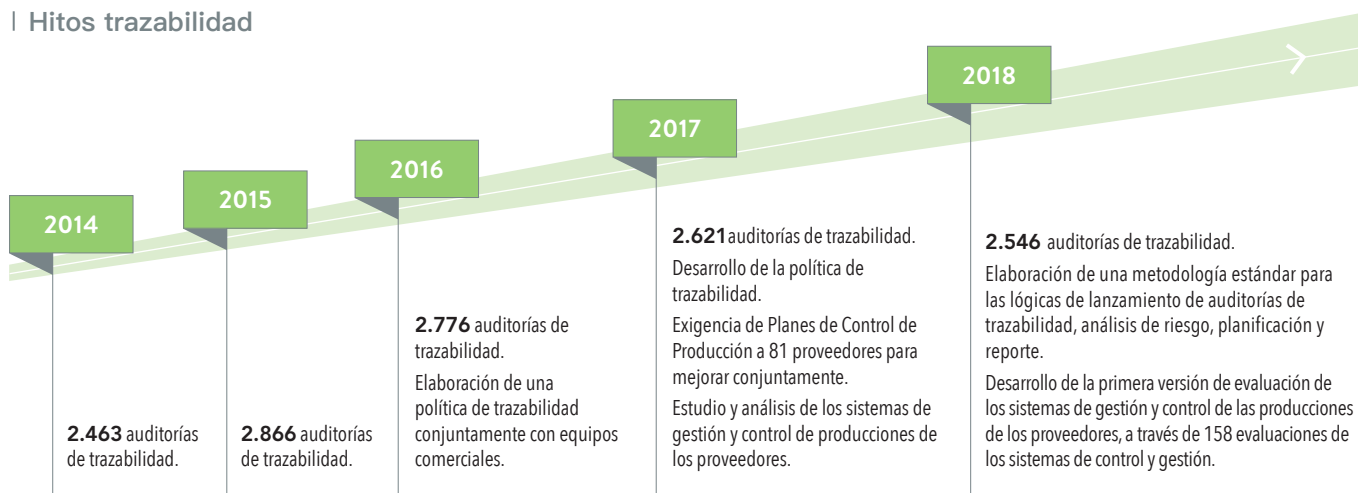 | Hitos trazabilidad
2014
2.463 auditorías
de trazabilidad.
2015
2.866 auditorías
de trazabilidad.
2016
2.776 auditorías de
trazabilidad.
Elaboración de una
política de trazabilidad
conjuntamente con equipos
comerciales.
2017
2.621 auditorías de trazabilidad.
Desarrollo de la política de
trazabilidad.
Exigencia de Planes de Control de
Producción a 81 proveedores para
mejorar conjuntamente.
Estudio y análisis de los sistemas de
gestión y control de producciones de
los proveedores.
2018
2.546 auditorías de trazabilidad.
Elaboración de una metodología estándar para
las lógicas de lanzamiento de auditorías de
trazabilidad, análisis de riesgo, planificación y
reporte.
Desarrollo de la primera versión de evaluación de
los sistemas de gestión y control de las producciones
de los proveedores, a través de 158 evaluaciones de
los sistemas de control y gestión.